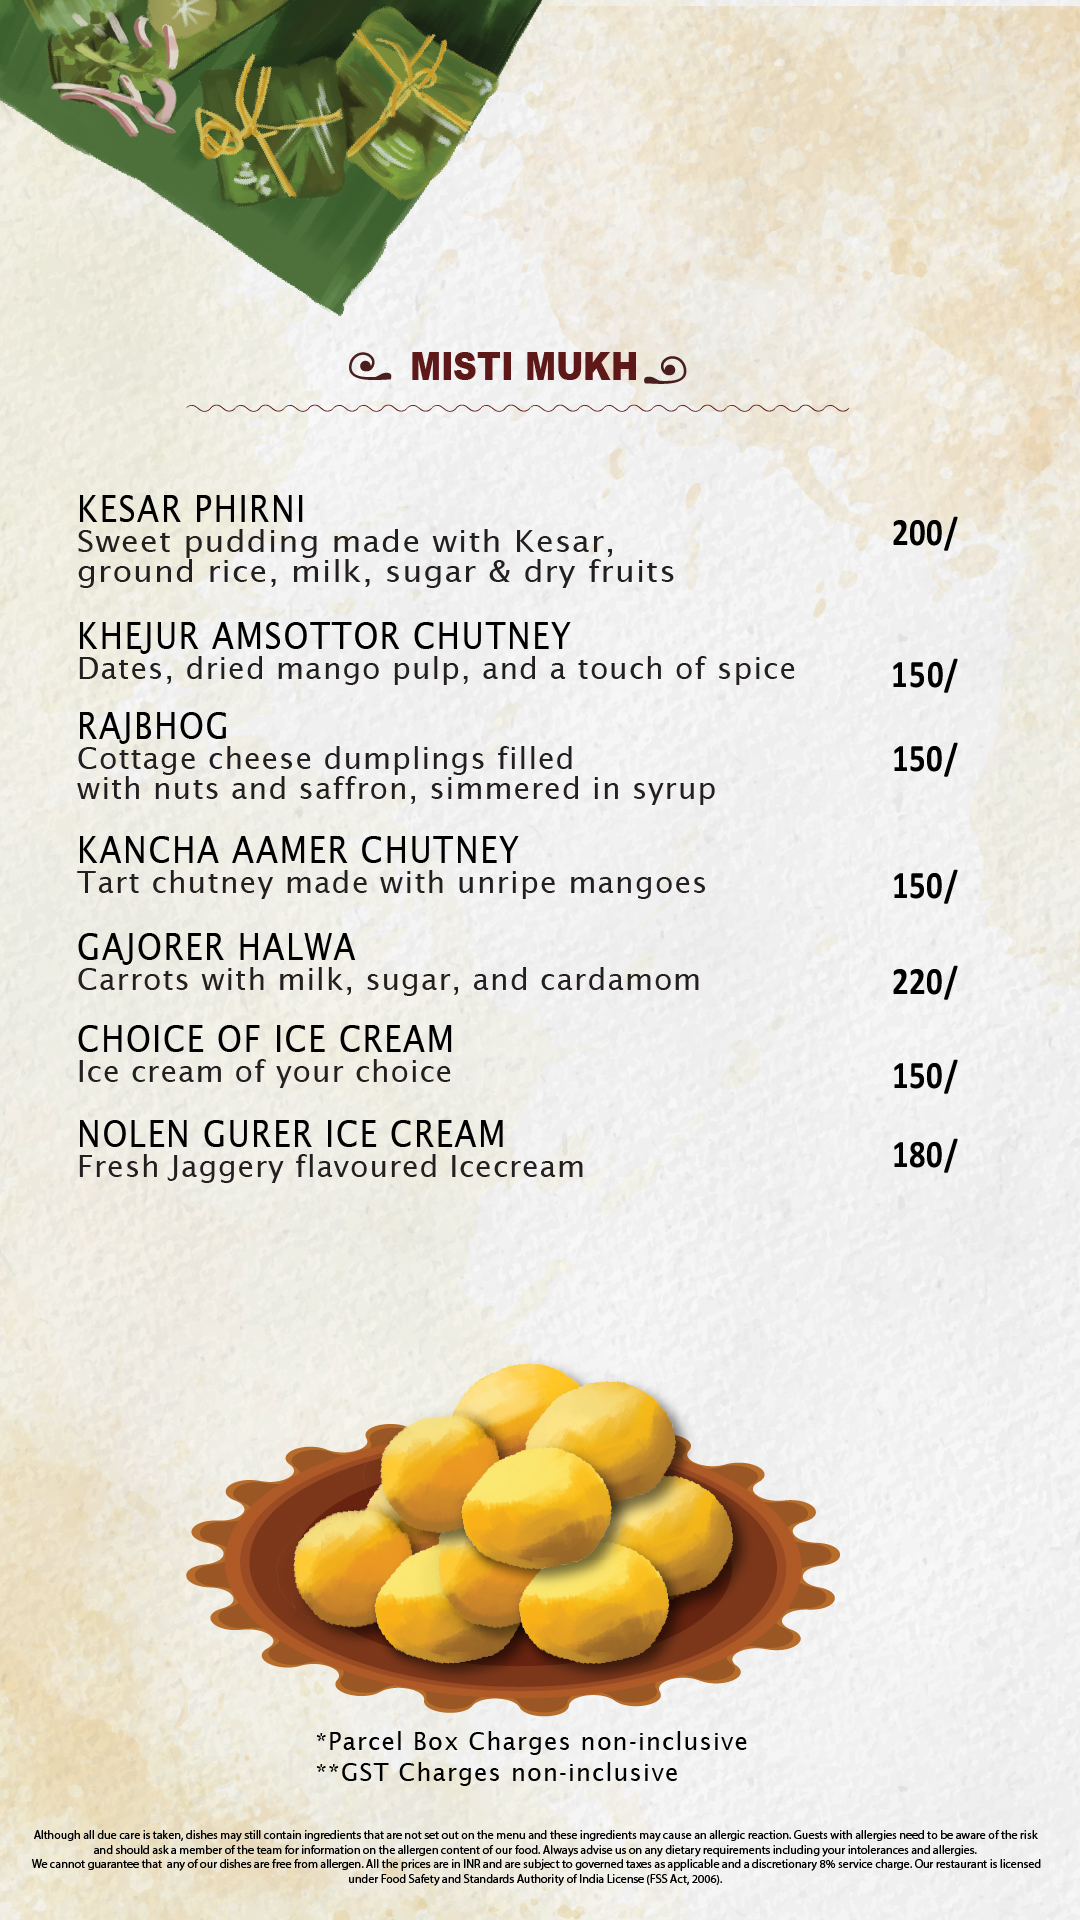 MISTI MUKH
KESAR PHIRNI
Sweet pudding made with Kesar,
ground rice, milk, sugar & dry fruits
200/
KHEJUR AMSOTTOR CHUTNEY
Dates, dried mango pulp, and a touch of spice
150/
RAJBHOG
Cottage cheese dumplings filled
with nuts and saffron, simmered in syrup
150/
KANCHA AAMER CHUTNEY
Tart chutney made with unripe mangoes
150/
GAJORER HALWA
Carrots with milk, sugar, and cardamom
220/
CHOICE OF ICE CREAM
Ice cream of your choice
150/
NOLEN GURER ICE CREAM
Fresh Jaggery flavoured Icecream
180/
*Parcel Box Charges non-inclusive
**GST Charges non-inclusive
Although all due care is taken, dishes may still contain ingredients that are not set out on the menu and these ingredients may cause an allergic reaction. Guests with allergies need to be aware of the risk
and should ask a member of the team for information on the allergen content of our food. Always advise us on any dietary requirements including your intolerances and allergies.
We cannot guarantee that any of our dishes are free from allergen. All the prices are in INR and are subject to governed taxes as applicable and a discretionary 8% service charge. Our restaurant is licensed
under Food Safety and Standards Authority of India License (FSS Act, 2006).